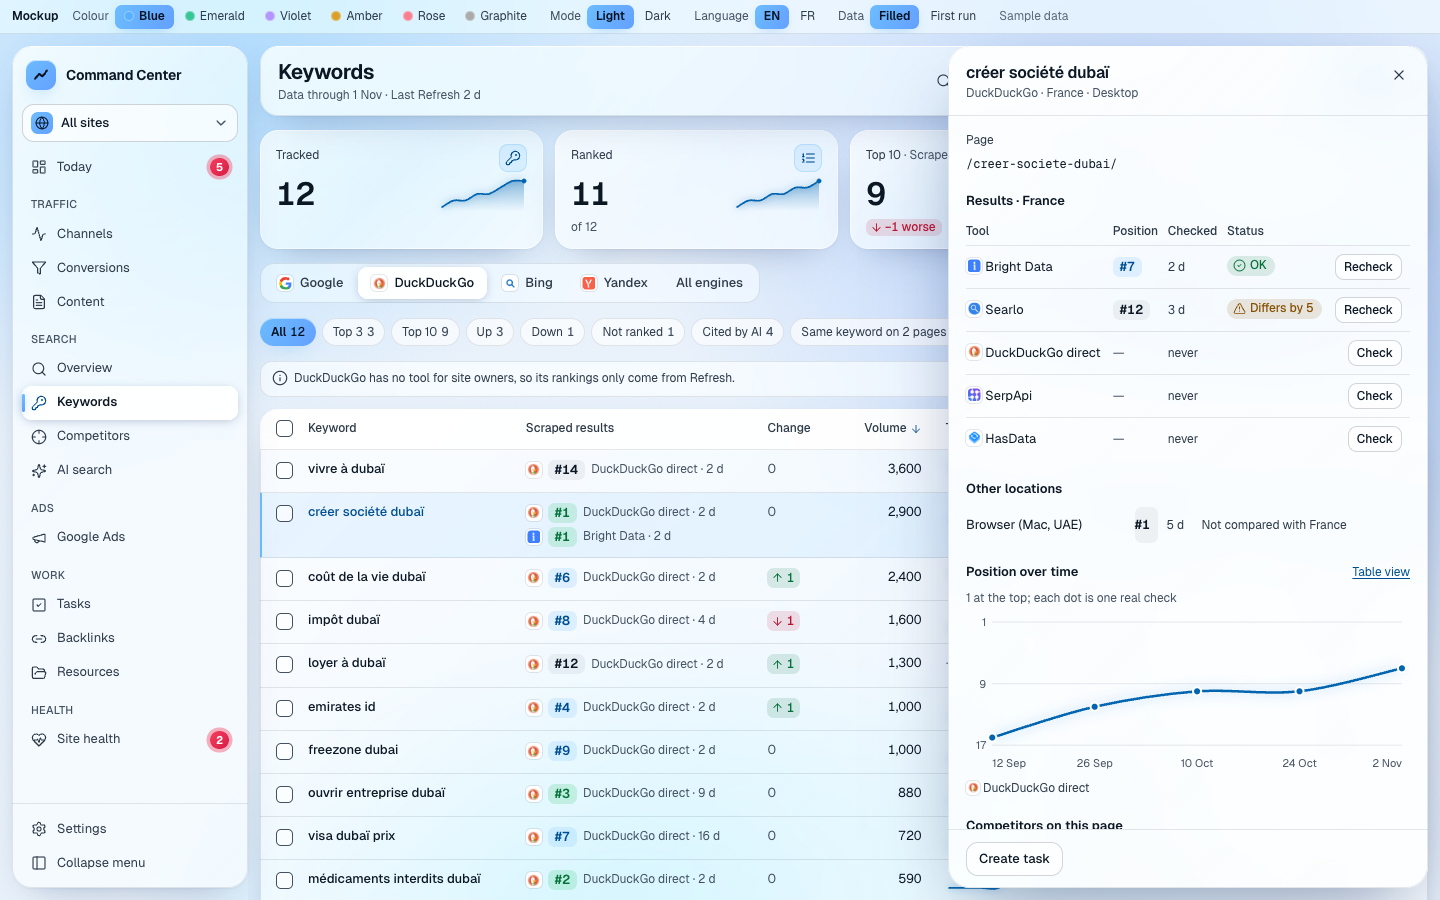 Mockup Colour Blue Emerald Violet Amber Rose Graphite Mode Light Dark Language EN FR Data Filled First run Sample data
Command Center
All sites
Today 5
TRAFFIC
Channels
Conversions
Content
SEARCH
Overview
Keywords
Competitors
AI search
ADS
Google Ads
WORK
Tasks
Backlinks
Resources
HEALTH
Site health 2
Settings
Collapse menu
Keywords
Data through 1 Nov · Last Refresh 2 d
Tracked
12
Ranked
11
of 12
Top 10 · Scrape
9
↓ −1 worse
Google DuckDuckGo Bing Yandex All engines
All 12 Top 3 3 Top 10 9 Up 3 Down 1 Not ranked 1 Cited by AI 4 Same keyword on 2 pages
DuckDuckGo has no tool for site owners, so its rankings only come from Refresh.
Keyword Scraped results Change Volume ↓
vivre à dubaï #14 DuckDuckGo direct · 2 d 0 3,600
créer société dubaï #1 DuckDuckGo direct · 2 d 0 2,900
#1 Bright Data · 2 d
coût de la vie dubaï #6 DuckDuckGo direct · 2 d ↑ 1 2,400
impôt dubaï #8 DuckDuckGo direct · 4 d ↓ 1 1,600
loyer à dubaï #12 DuckDuckGo direct · 2 d ↑ 1 1,300
emirates id #4 DuckDuckGo direct · 2 d ↑ 1 1,000
freezone dubai #9 DuckDuckGo direct · 2 d 0 1,000
ouvrir entreprise dubaï #3 DuckDuckGo direct · 9 d 0 880
visa dubaï prix #7 DuckDuckGo direct · 16 d 0 720
médicaments interdits dubaï #2 DuckDuckGo direct · 2 d 0 590
créer société dubaï
DuckDuckGo · France · Desktop
Page
/creer-societe-dubai/
Results · France
Tool Position Checked Status
Bright Data #7 2 d OK Recheck
Searlo #12 3 d Differs by 5 Recheck
DuckDuckGo direct — never Check
SerpApi — never Check
HasData — never Check
Other locations
Browser (Mac, UAE) #1 5 d Not compared with France
Position over time Table view
1 at the top; each dot is one real check
1
9
17
12 Sep 26 Sep 10 Oct 24 Oct 2 Nov
DuckDuckGo direct
Competitors on this page
Create task